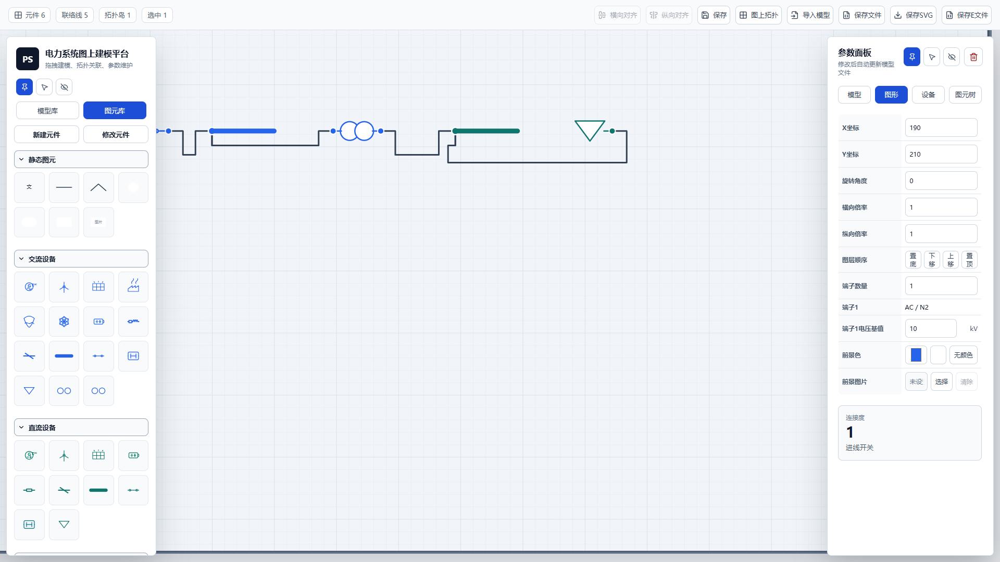 元件 6
联络线 5
拓扑岛 1
选中 1
横向对齐
纵向对齐
保存
图上拓扑
导入模型
保存文件
保存SVG
保存E文件
PS
电力系统图上建模平台
拖拽建模、拓扑关联、参数维护
模型库
图元库
新建元件
修改元件
静态图元
文
图片
交流设备
直流设备
参数面板
修改后自动更新模型
文件
模型
图形
设备
图元树
X坐标
190
Y坐标
210
旋转角度
0
横向倍率
1
纵向倍率
1
图层顺序
置底
下移
上移
置顶
端子数量
1
端子1
AC / N2
端子1电压基值
10
kV
前景色
无颜色
前景图片
未设
选择
清除
连接度
1
进线开关